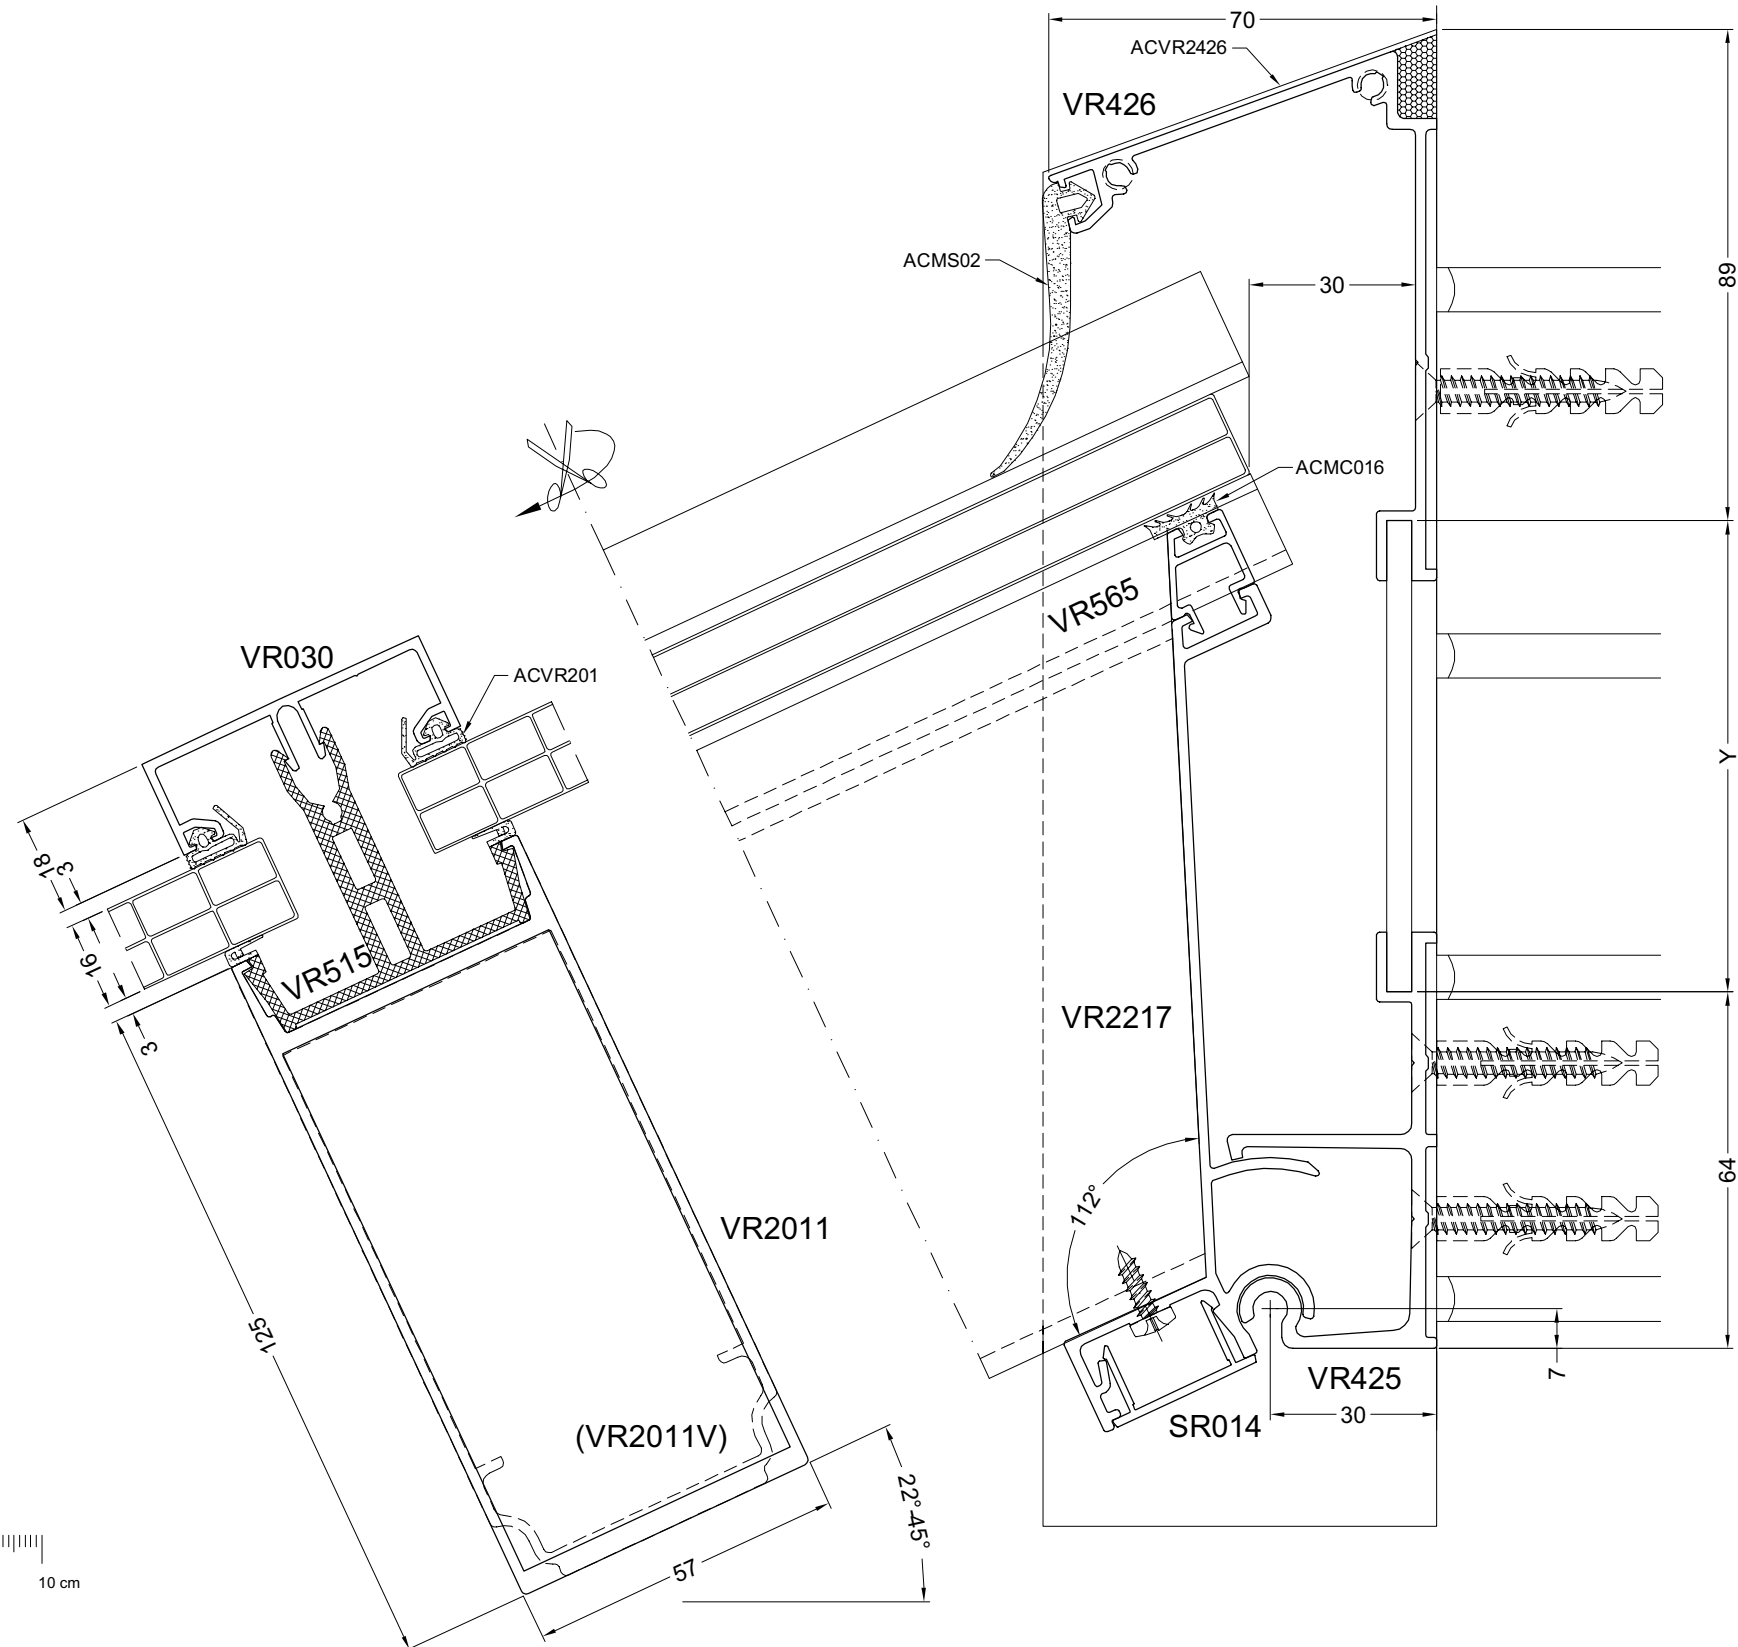 70
ACVR2426
VR426
ACMS02
30
89
ACMC016
VR565
VR030
ACVR201
Y
18
3
16
3
VR515
VR2217
112°
64
VR2011
125
(VR2011V)
22°-45°
57
VR425
SR014
30
7
10 cm